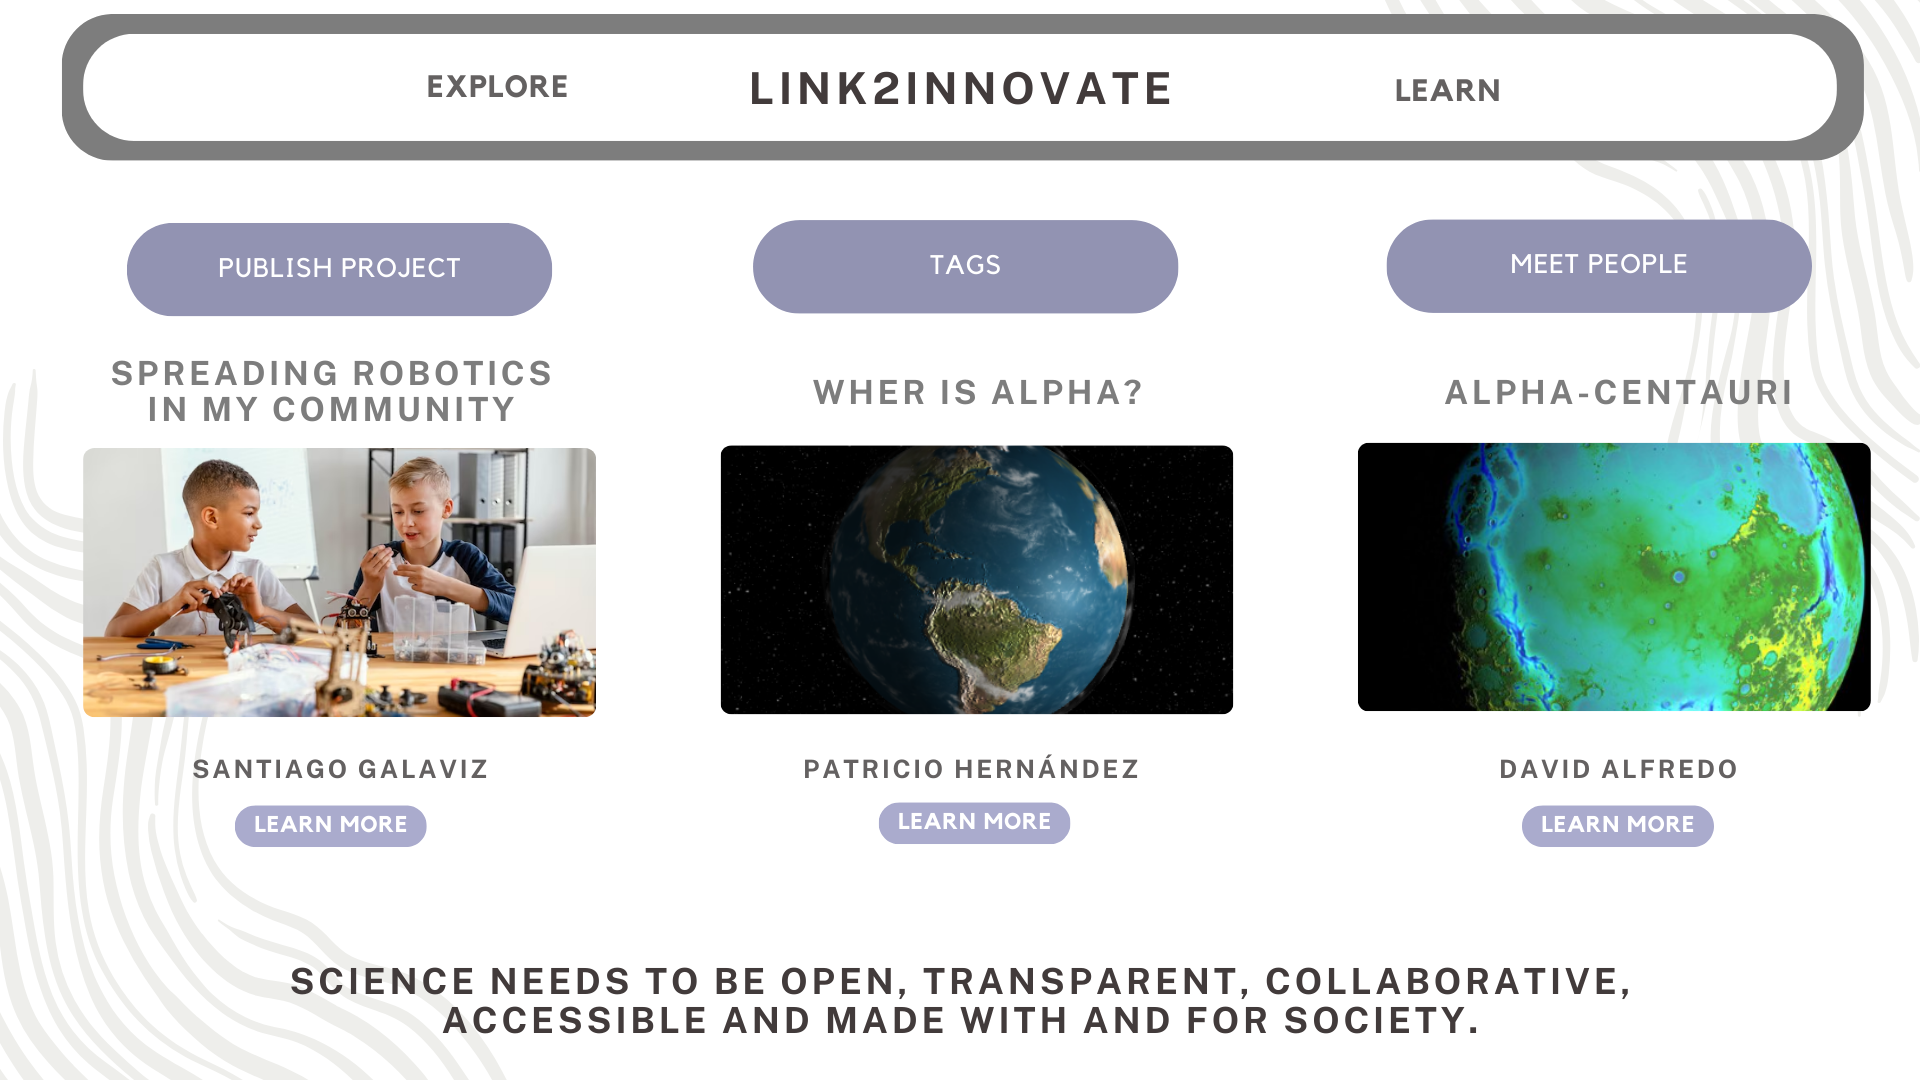 EXPLORE
LINK2INNOVATE
LEARN
PUBLISH PROJECT
TAGS
MEET PEOPLE
SPREADING ROBOTICS
IN MY COMMUNITY
WHER IS ALPHA?
ALPHA-CENTAURI
SANTIAGO GALAVIZ
PATRICIO HERNÁNDEZ
DAVID ALFREDO
LEARN MORE
LEARN MORE
LEARN MORE
SCIENCE NEEDS TO BE OPEN, TRANSPARENT, COLLABORATIVE,
ACCESSIBLE AND MADE WITH AND FOR SOCIETY.